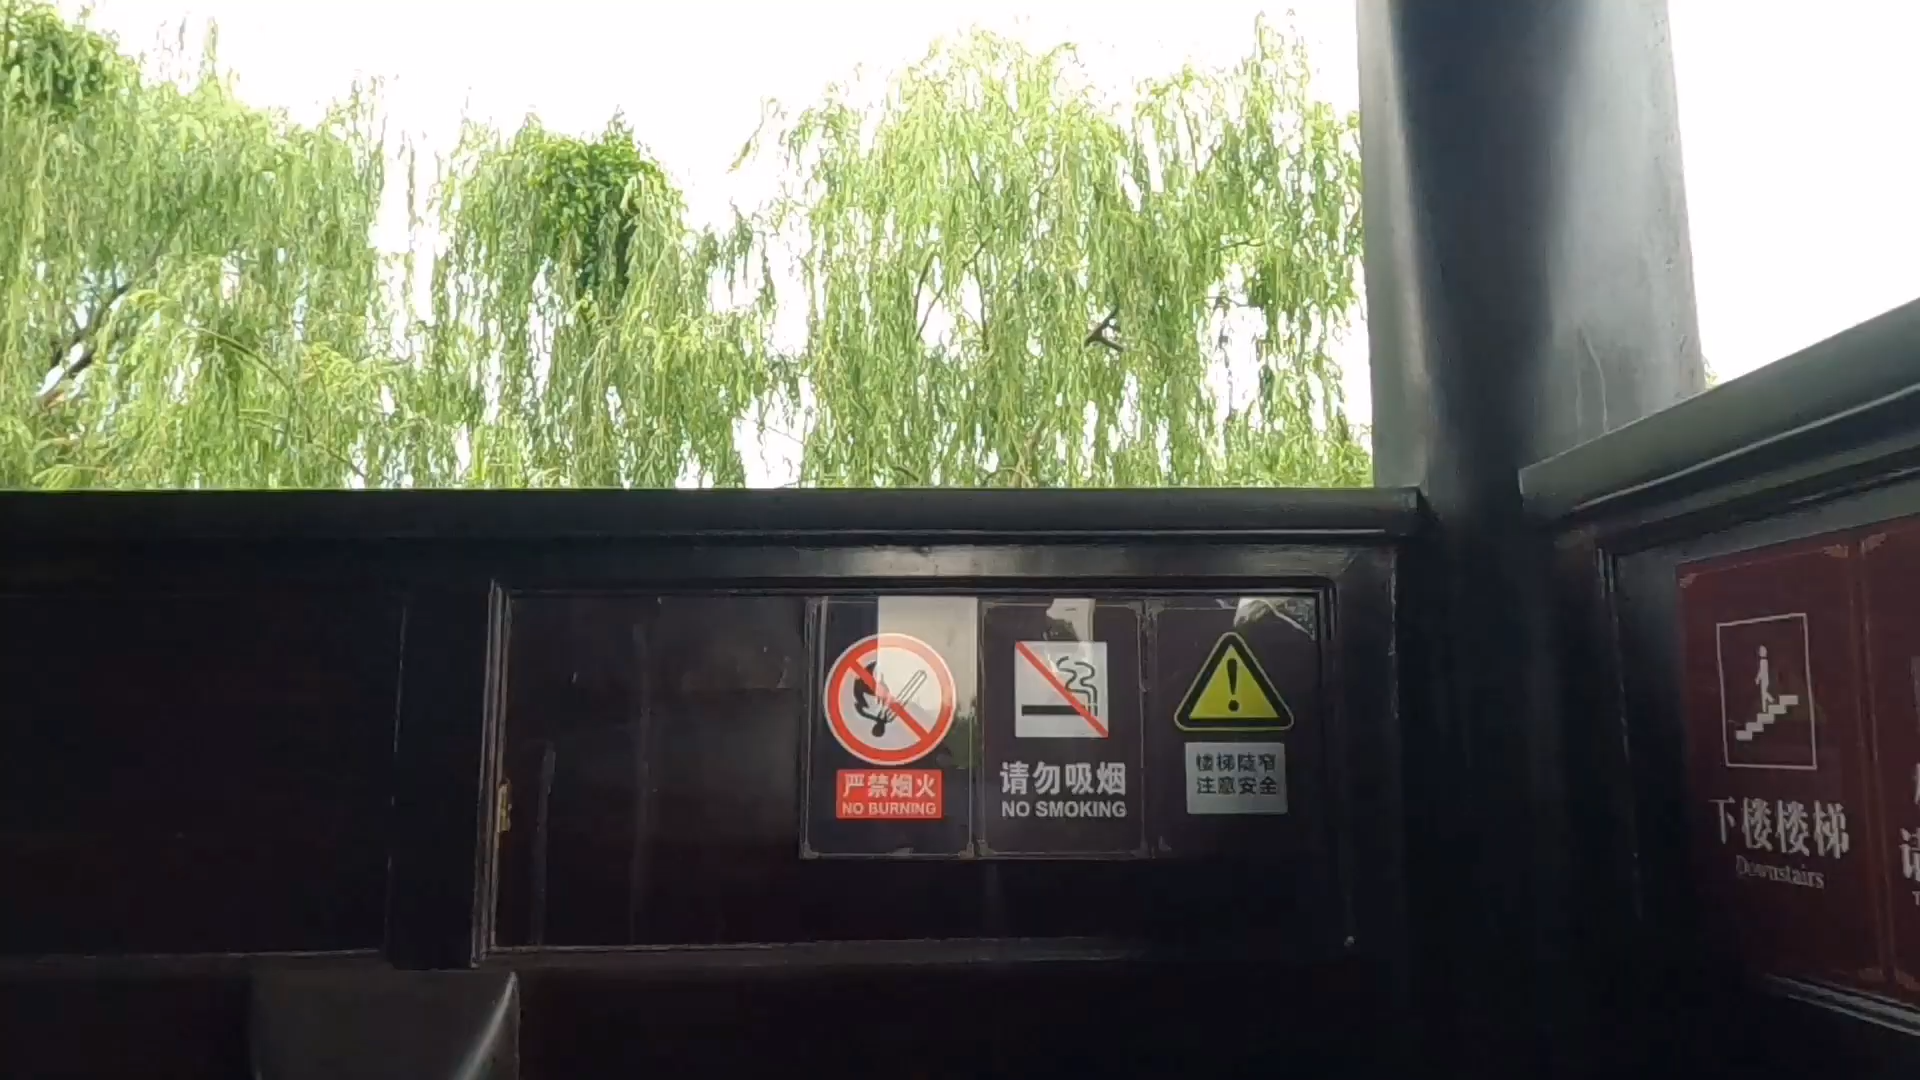 严禁烟火
NO BURNING
请勿吸烟
NO SMOKING
楼梯陡窄
注意安全
下楼楼梯
Downstairs
请